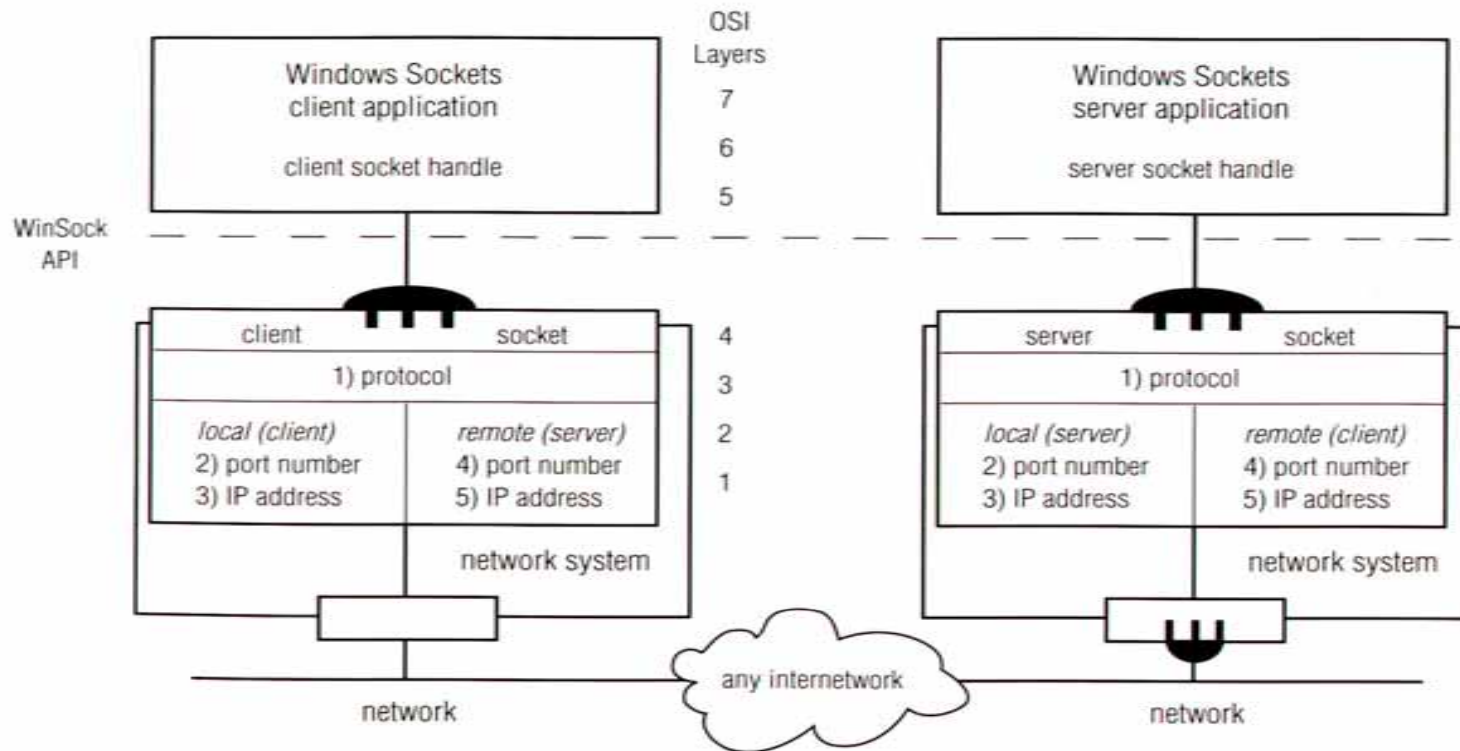 OSI
Layers
Windows Sockets
client application
client socket handle
7
6
5
Windows Sockets
server application
server socket handle
WinSock
API
client socket
1) protocol
local (client)
2) port number
3) IP address
remote (server)
4) port number
5) IP address
network system
4
3
2
1
server socket
1) protocol
local (server)
2) port number
3) IP address
remote (client)
4) port number
5) IP address
network system
any internetwork
network
network